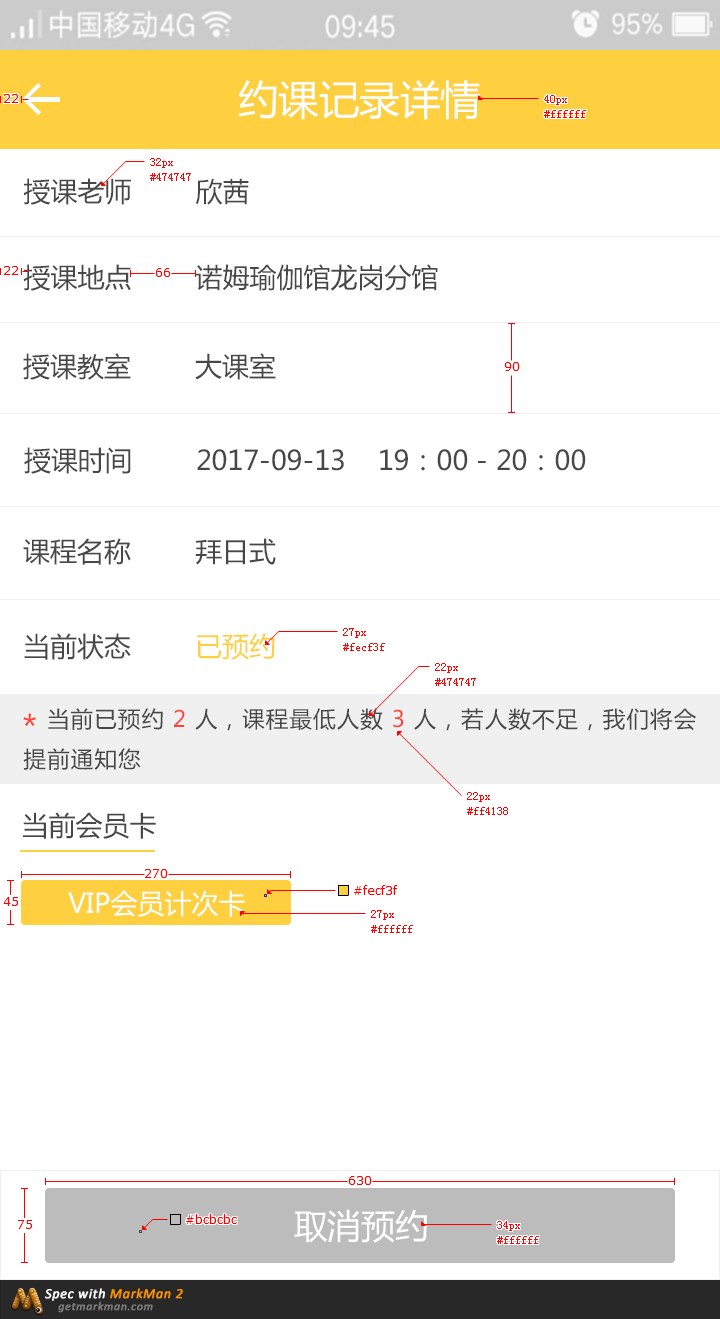 中国移动4G 09:45 95%
22 约课记录详情 40px
#ffffff
32px
#474747
授课老师 欣茜
22 授课地点 66 诺姆瑜伽馆龙岗分馆
授课教室 大课室 90
授课时间 2017-09-13 19：00 - 20：00
课程名称 拜日式
当前状态 已预约 27px
#fecf3f
22px
#474747
* 当前已预约 2 人，课程最低人数 3 人，若人数不足，我们将会
提前通知您
22px
#ff4138
当前会员卡
270
45 VIP会员计次卡 #fecf3f
27px
#ffffff
630
75 #bcbcbc 取消预约 34px
#ffffff
Spec with MarkMan 2
getmarkman.com